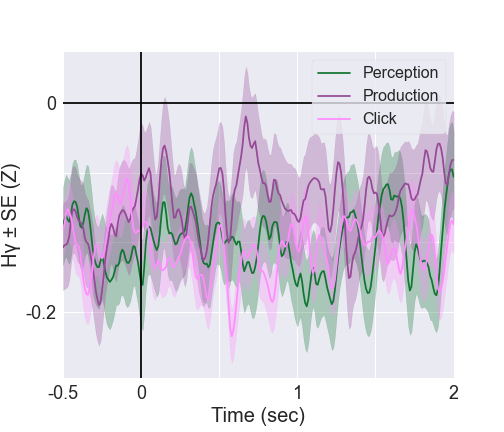 Perception
Production
Click
0
-0.2
Hγ ± SE (Z)
-0.5
0
1
2
Time (sec)